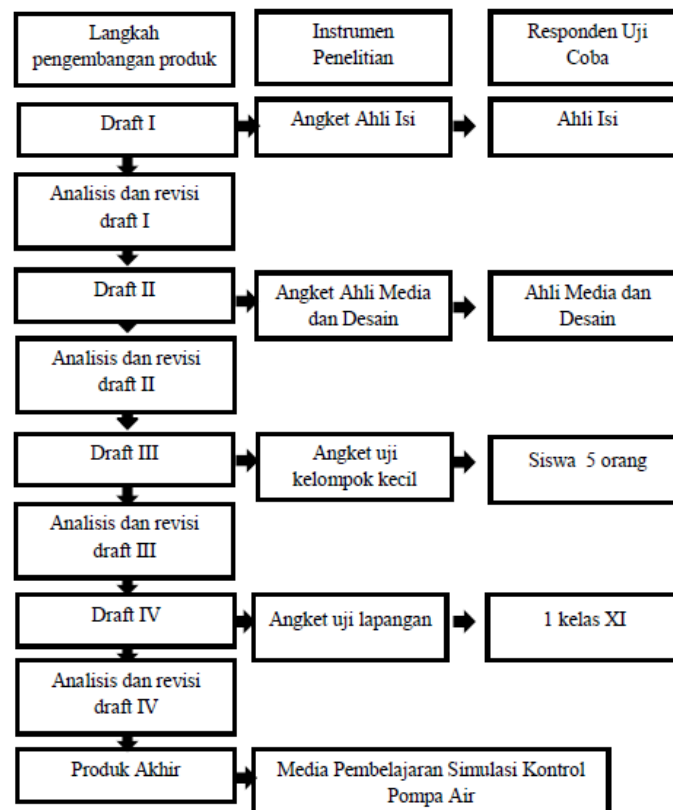 Langkah
pengembangan produk
Instrumen
Penelitian
Responden Uji
Coba
Draft I
Angket Ahli Isi
Ahli Isi
Analisis dan revisi
draft I
Draft II
Angket Ahli Media
dan Desain
Ahli Media dan
Desain
Analisis dan revisi
draft II
Draft III
Angket uji
kelompok kecil
Siswa 5 orang
Analisis dan revisi
draft III
Draft IV
Angket uji lapangan
1 kelas XI
Analisis dan revisi
draft IV
Produk Akhir
Media Pembelajaran Simulasi Kontrol
Pompa Air